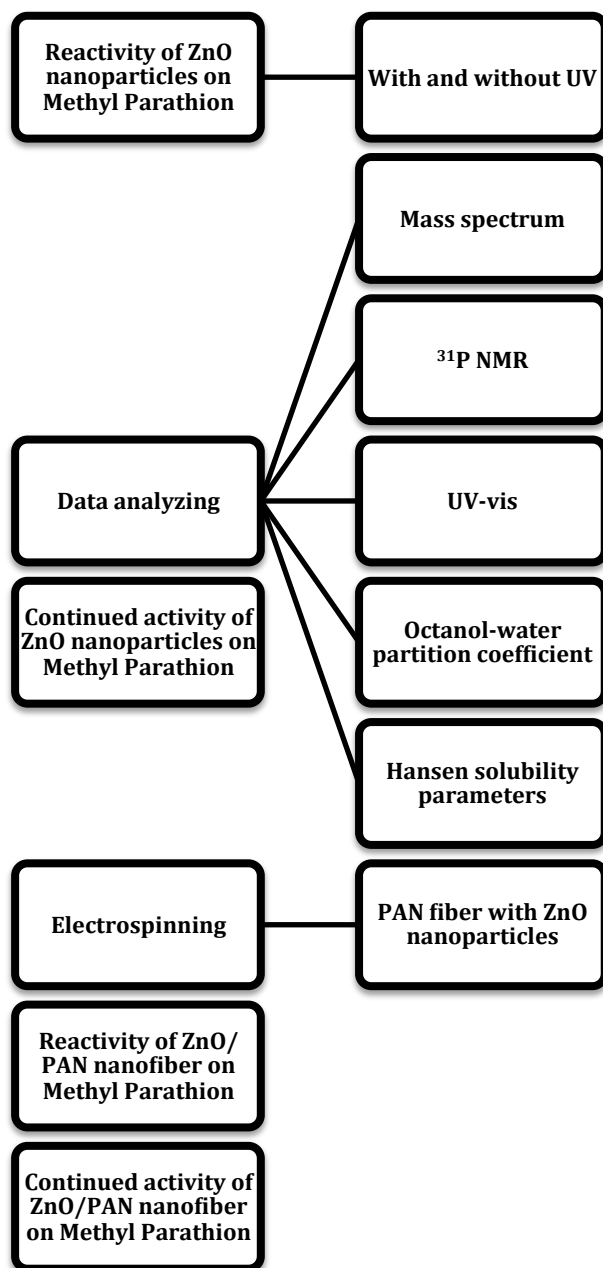 Reactivity of ZnO
nanoparticles on
Methyl Parathion
With and without UV
Mass spectrum
³¹P NMR
Data analyzing
UV-vis
Continued activity of
ZnO nanoparticles on
Methyl Parathion
Octanol-water
partition coefficient
Hansen solubility
parameters
Electrospinning
PAN fiber with ZnO
nanoparticles
Reactivity of ZnO/
PAN nanofiber on
Methyl Parathion
Continued activity of
ZnO/PAN nanofiber
on Methyl Parathion